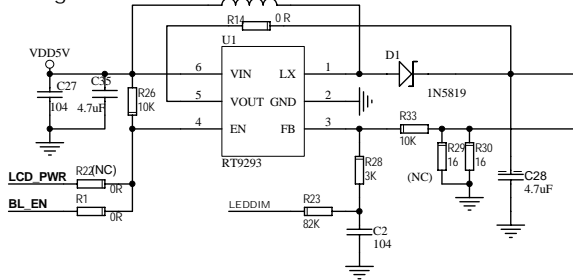 R14 0 R
U1
VDD5V
D1
C27
C35
104
4.7uF
R26
10K
6 VIN LX 1
1N5819
5 VOUT GND 2
4 EN FB 3
R33
10K
RT9293
R28
3K
R29
16
R30
16
(NC)
C28
4.7uF
LCD_PWR
R22 (NC)
0R
BL_EN
R1
0R
LEDDIM
R23
82K
C2
104